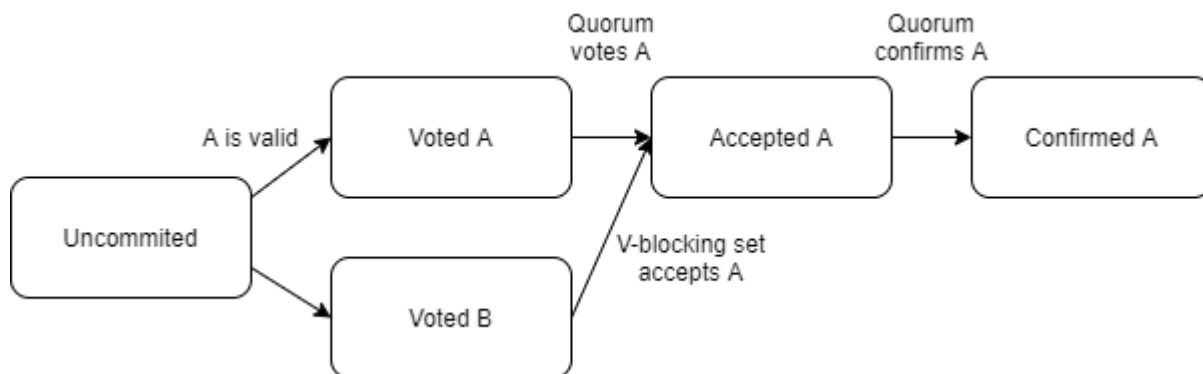 Quorum
votes A
Quorum
confirms A
A is valid
Voted A
Accepted A
Confirmed A
Uncommited
V-blocking set
accepts A
Voted B